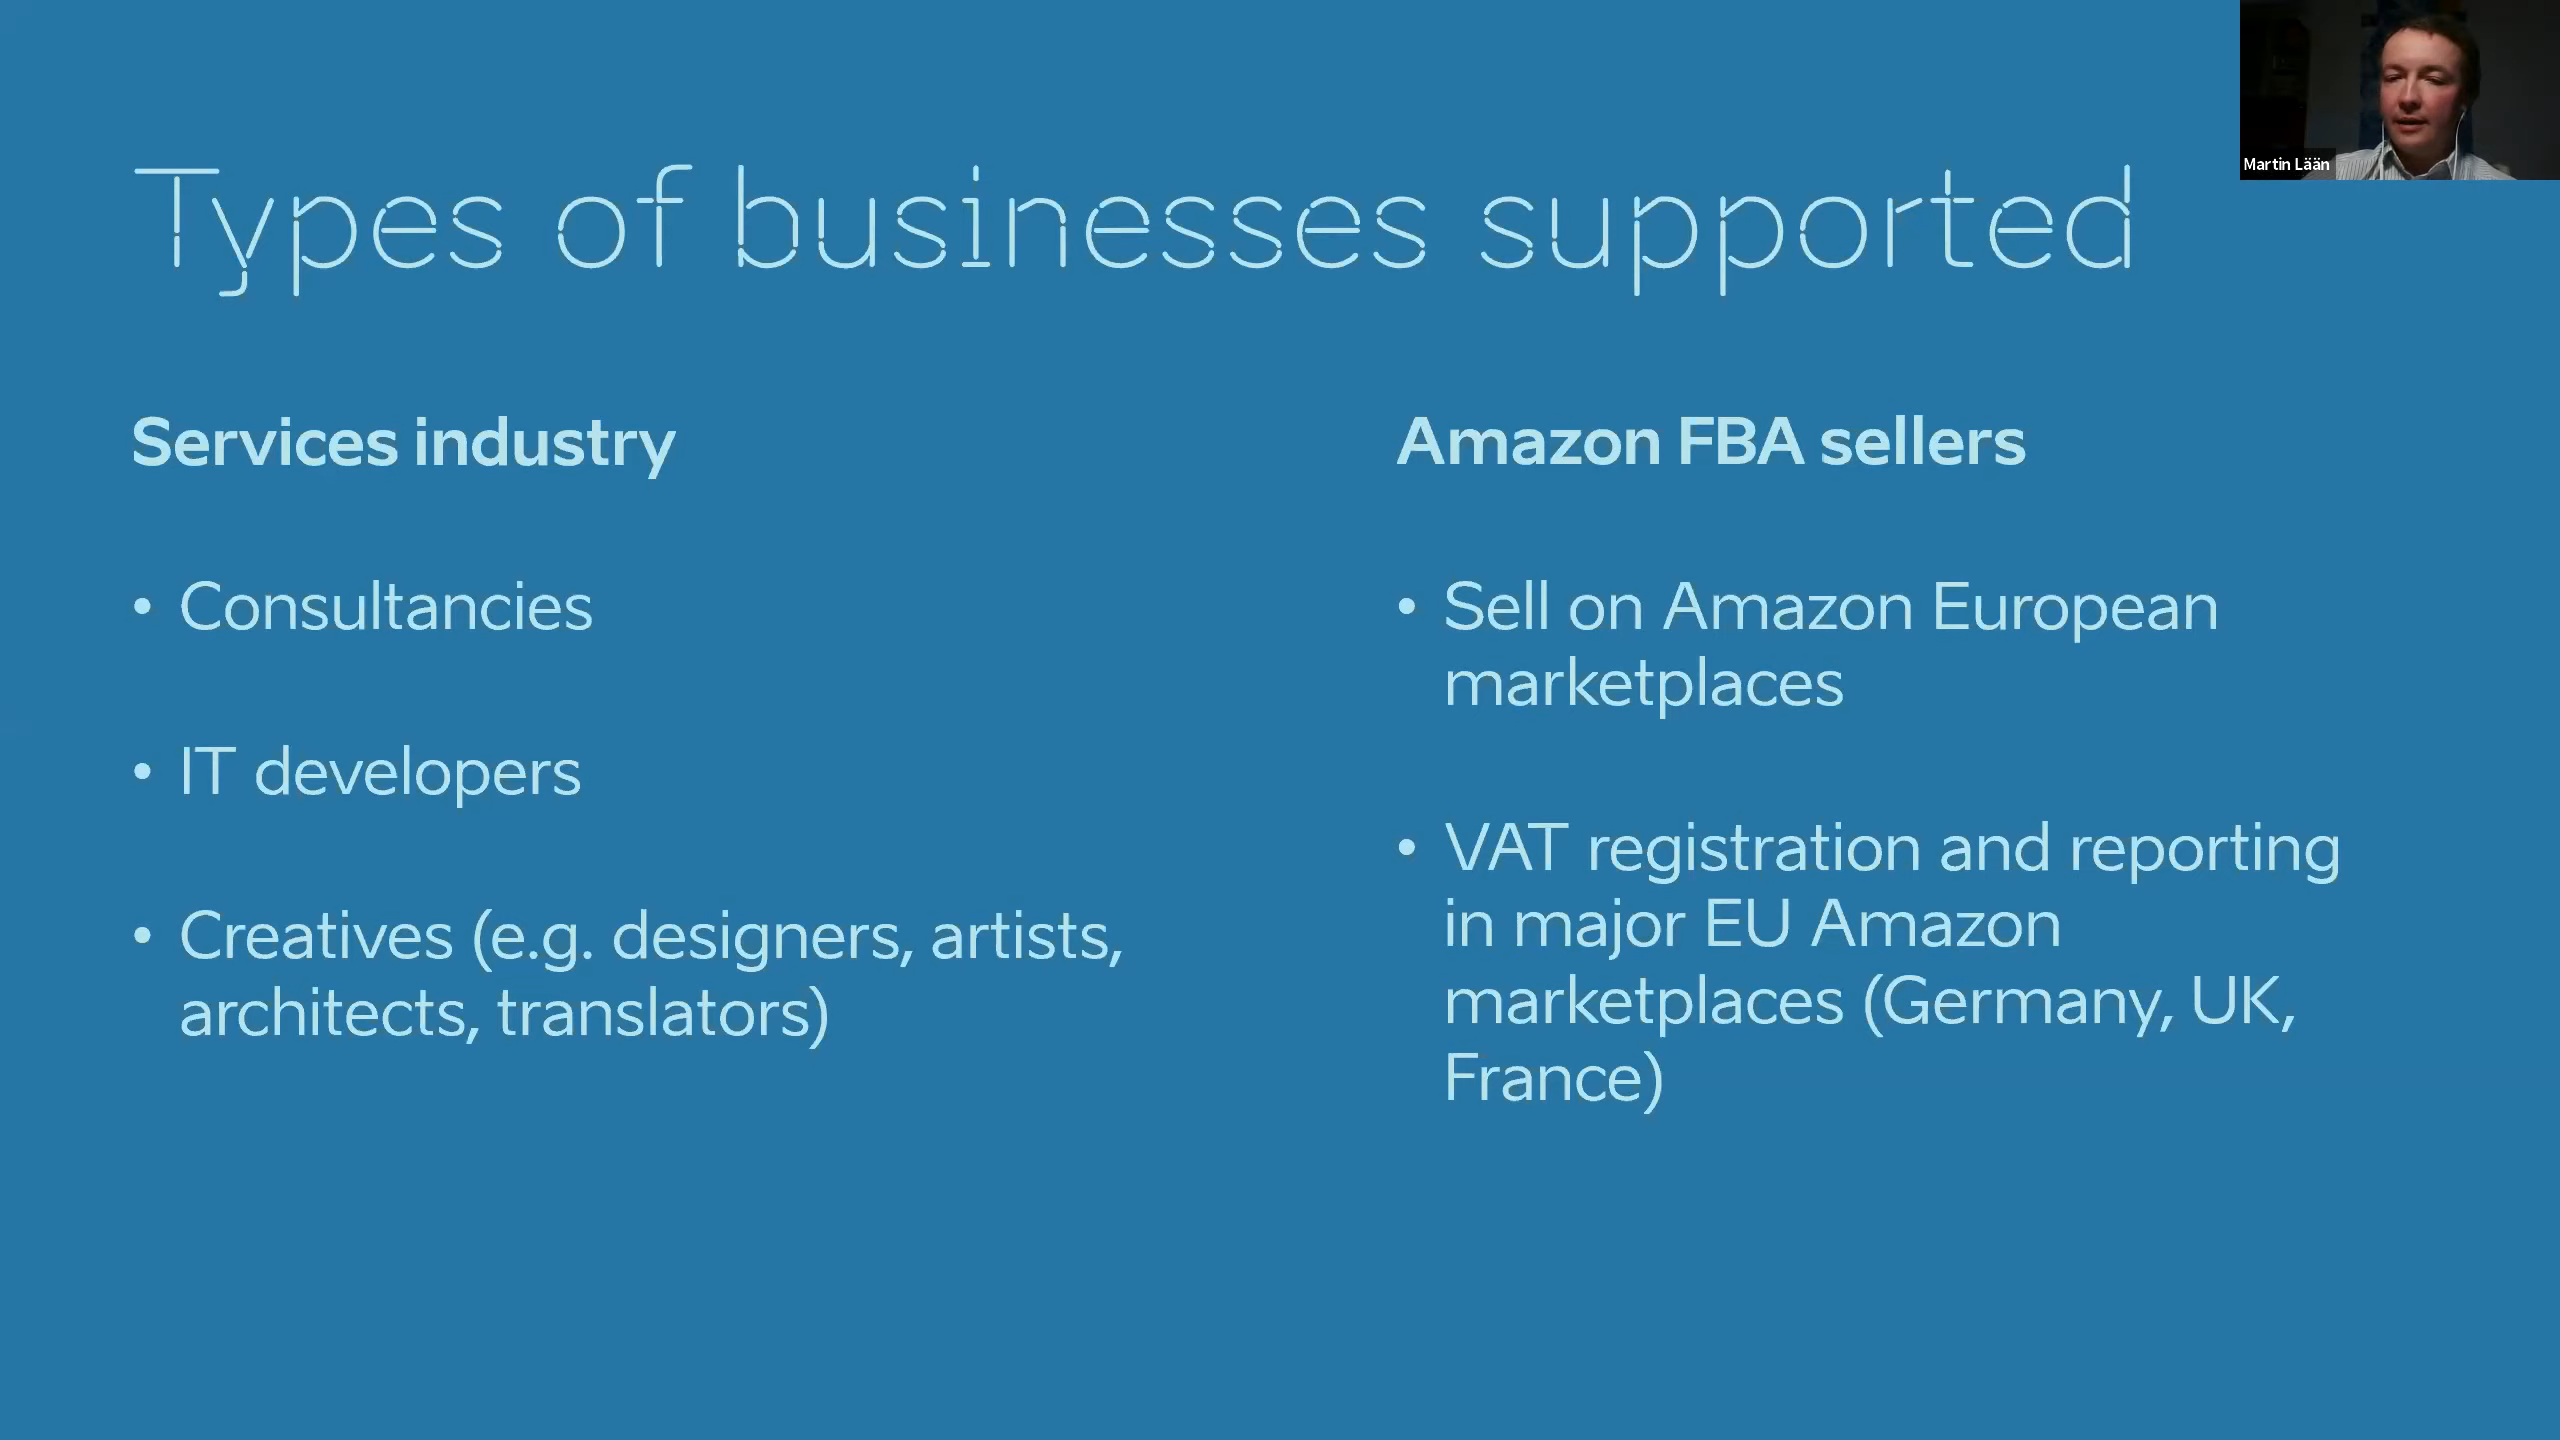 Martin Lään
Types of businesses supported
Services industry
• Consultancies
• IT developers
• Creatives (e.g. designers, artists,
architects, translators)
Amazon FBA sellers
• Sell on Amazon European
marketplaces
• VAT registration and reporting
in major EU Amazon
marketplaces (Germany, UK,
France)